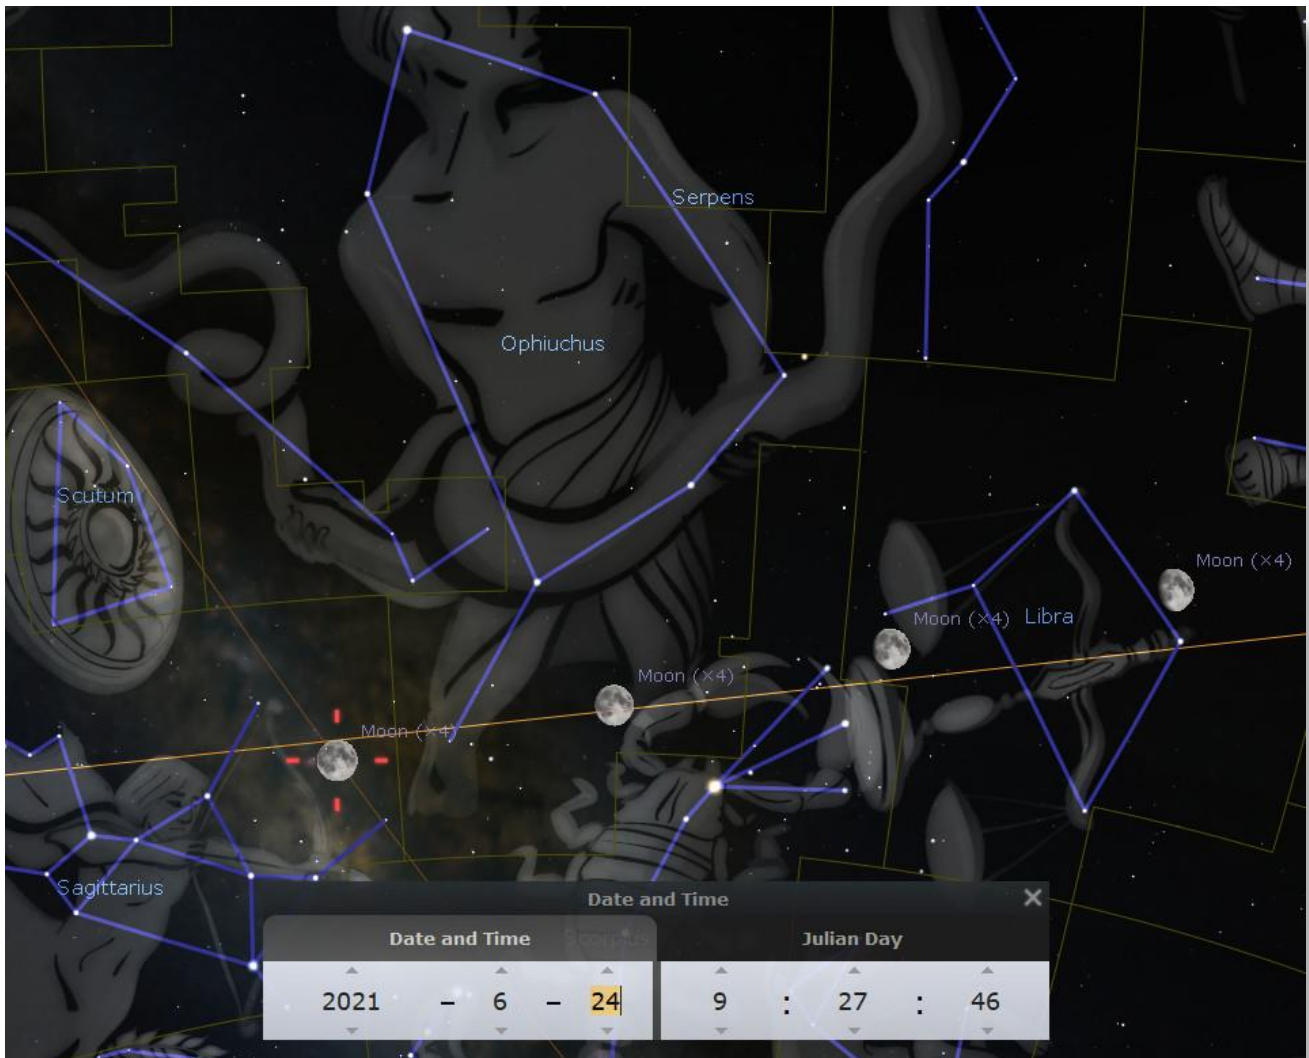 Serpens
Ophiuchus
Scutum
Moon (×4)
Moon (×4)
Libra
Moon (×4)
Moon (×4)
Sagittarius
Date and Time
Date and Time
Scorpius
Julian Day
2021 – 6 – 24 9 : 27 : 46